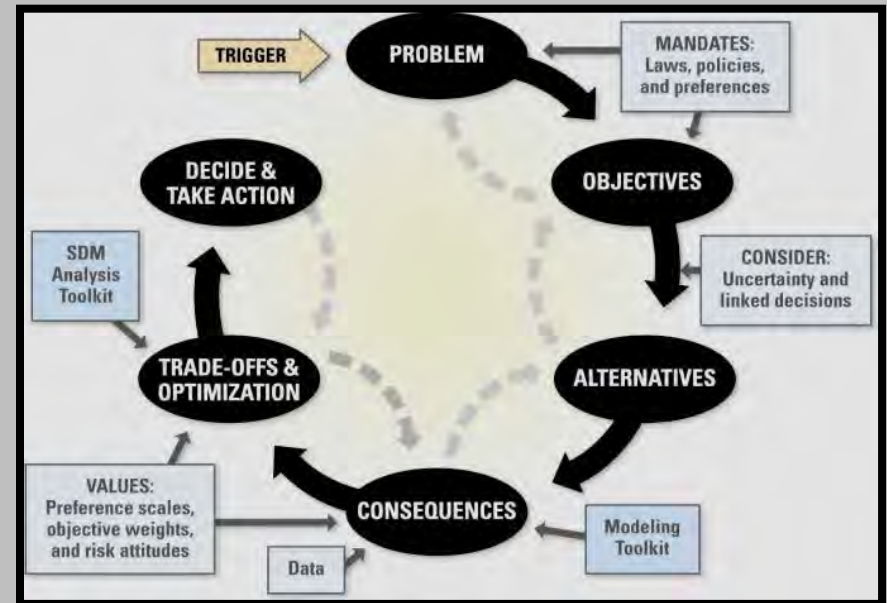 TRIGGER
PROBLEM
MANDATES:
Laws, policies,
and preferences
DECIDE &
TAKE ACTION
OBJECTIVES
SDM
Analysis
Toolkit
CONSIDER:
Uncertainty and
linked decisions
TRADE-OFFS &
OPTIMIZATION
ALTERNATIVES
VALUES:
Preference scales,
objective weights,
and risk attitudes
CONSEQUENCES
Modeling
Toolkit
Data